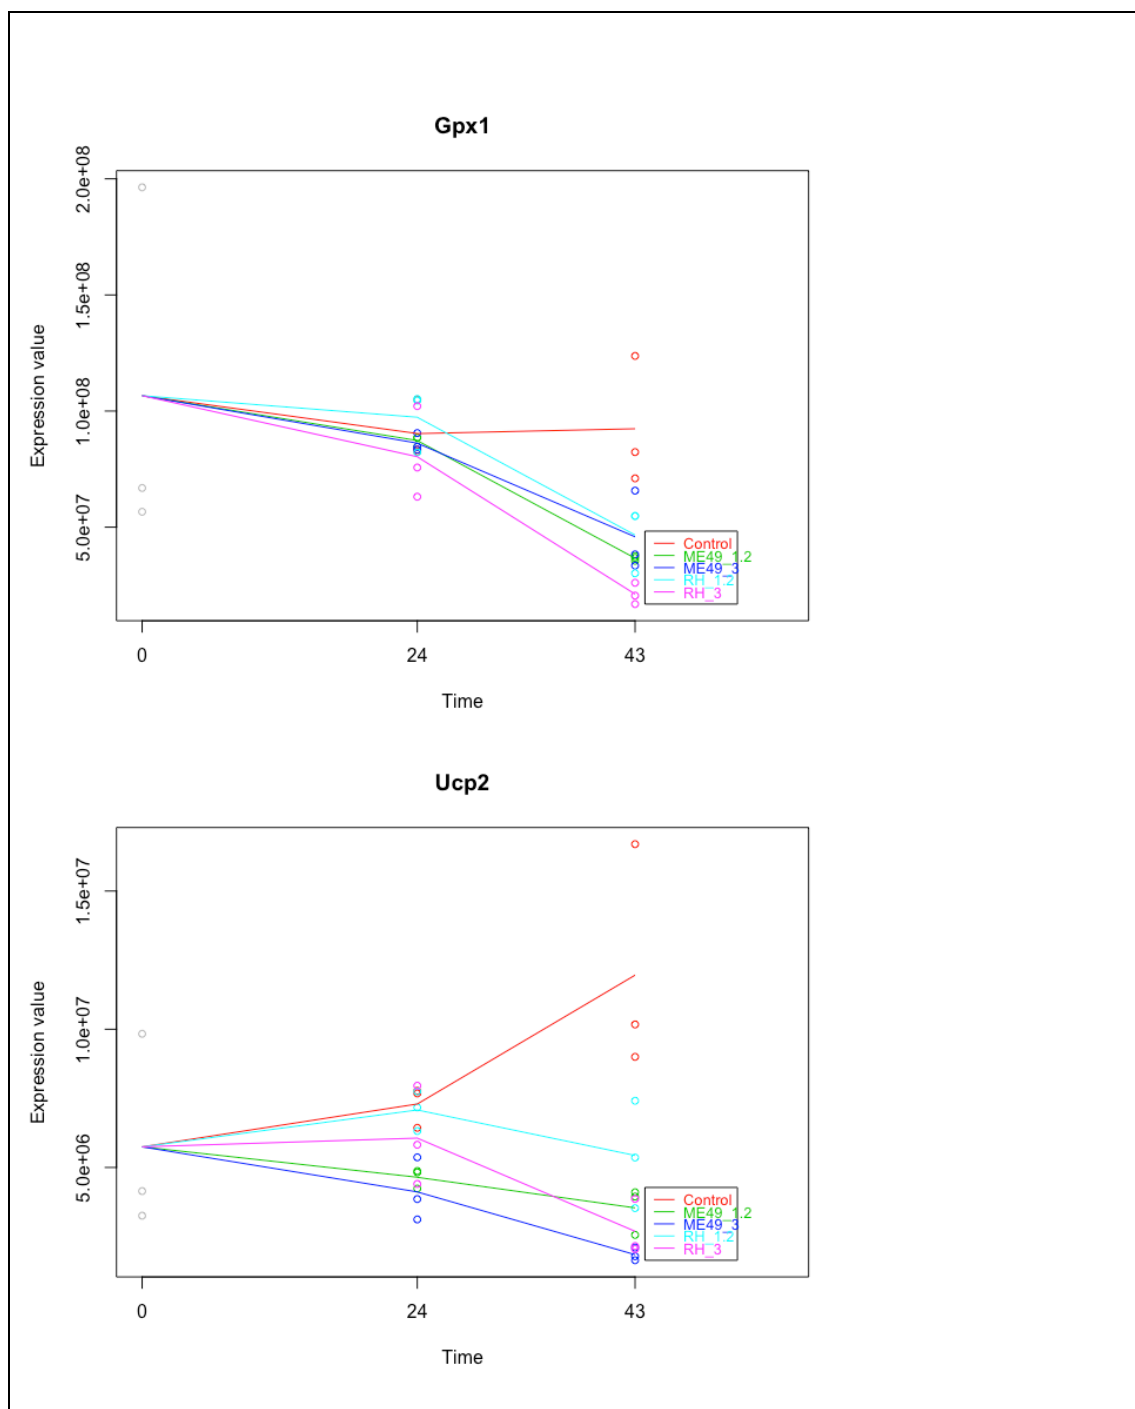 Gpx1
Expression value
2.0e+08
1.5e+08
1.0e+08
5.0e+07
Control
ME49_1.2
ME49_3
RH_1.2
RH_3
0 24 43
Time
Ucp2
Expression value
1.5e+07
1.0e+07
5.0e+06
Control
ME49_1.2
ME49_3
RH_1.2
RH_3
0 24 43
Time